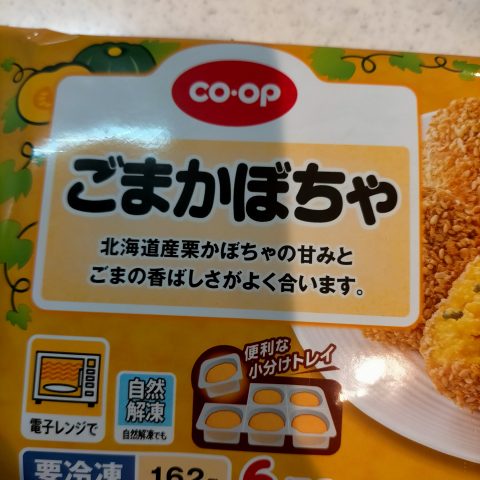 CO·OP
ごまかぼちゃ
北海道産栗かぼちゃの甘みと
ごまの香ばしさがよく合います。
便利な
小分けトレイ
電子レンジで
自然
解凍
自然解凍でも
要冷凍
162
6